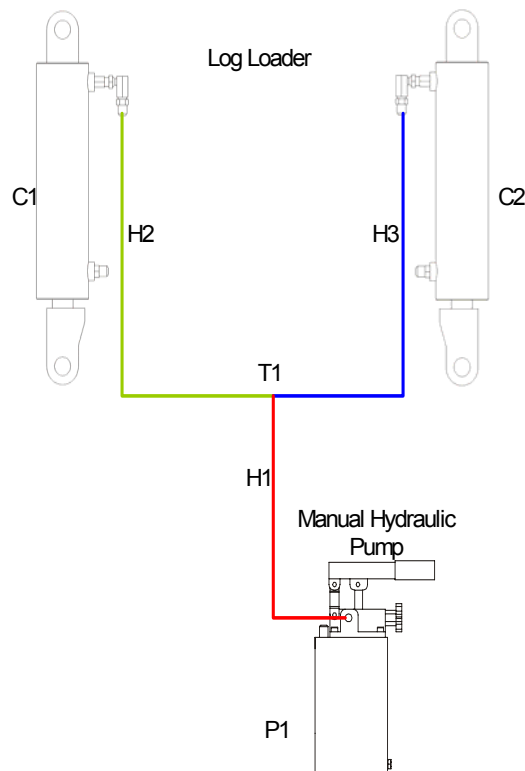 Log Loader
C1
C2
H2
H3
T1
H1
Manual Hydraulic
Pump
P1